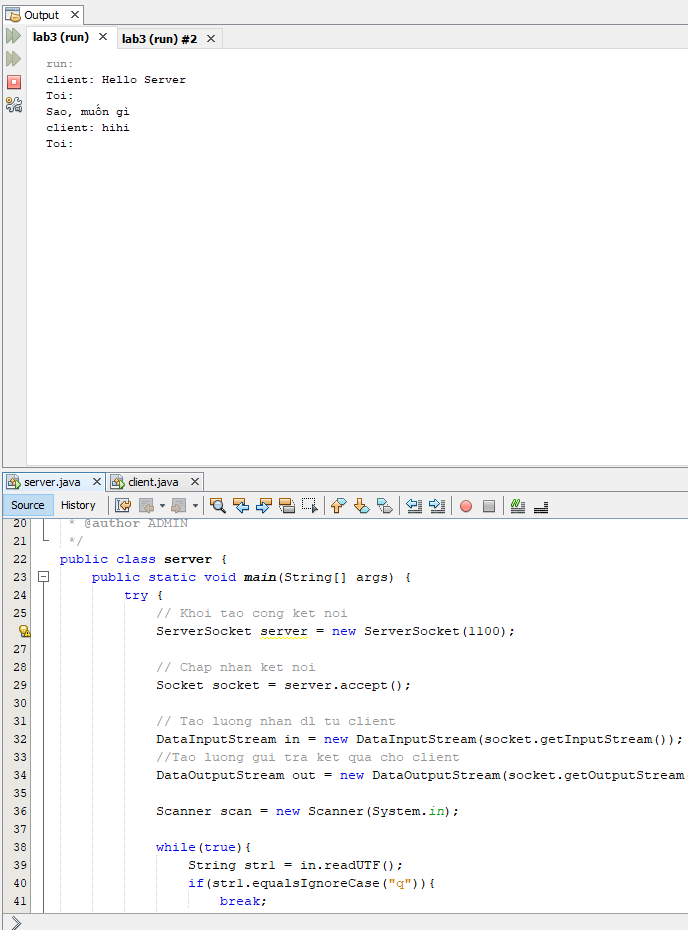 Output
lab3 (run)
lab3 (run) #2
run:
client: Hello Server
Toi:
Sao, muốn gì
client: hihi
Toi:
server.java
client.java
Source
History
20 * @author ADMIN
21 */
22 public class server {
23 public static void main(String[] args) {
24 try {
25 // Khoi tao cong ket noi
ServerSocket server = new ServerSocket(1100);
27
28 // Chap nhan ket noi
29 Socket socket = server.accept();
30
31 // Tao luong nhan dl tu client
32 DataInputStream in = new DataInputStream(socket.getInputStream());
33 //Tao luong gui tra ket qua cho client
34 DataOutputStream out = new DataOutputStream(socket.getOutputStream
35
36 Scanner scan = new Scanner(System.in);
37
38 while(true){
39 String str1 = in.readUTF();
40 if(str1.equalsIgnoreCase("q")){
41 break;